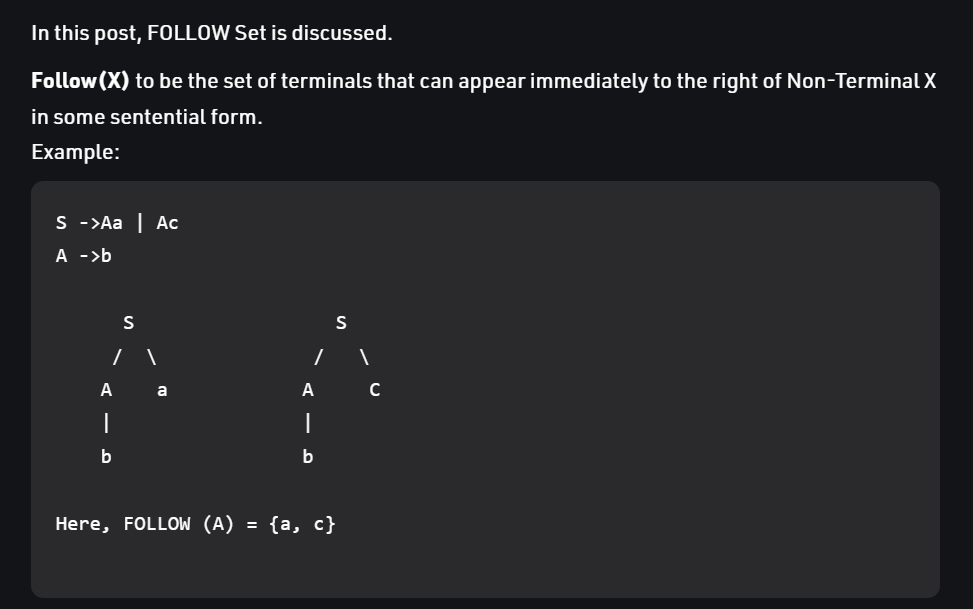 In this post, FOLLOW Set is discussed.
Follow(X) to be the set of terminals that can appear immediately to the right of Non-Terminal X
in some sentential form.
Example:
S ->Aa | Ac
A ->b
S S
/ \ / \
A a A C
| |
b b
Here, FOLLOW (A) = {a, c}